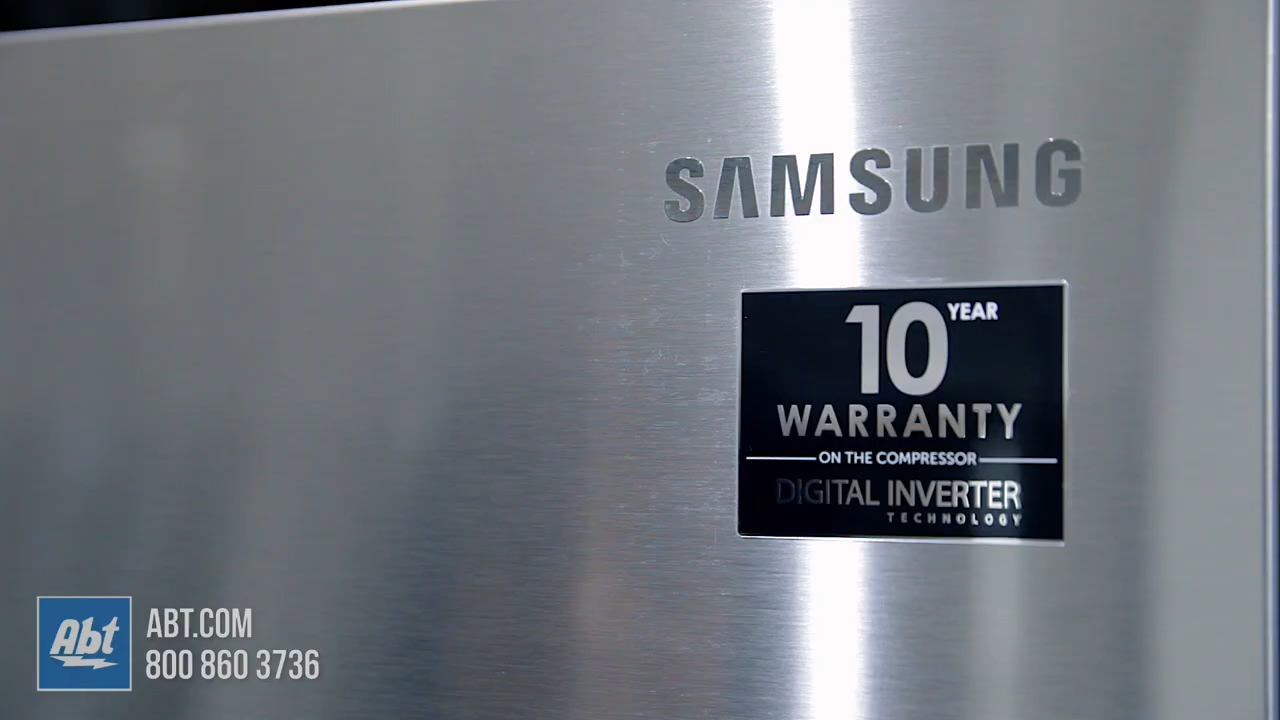 SAMSUNG
10 YEAR
WARRANTY
ON THE COMPRESSOR
DIGITAL INVERTER
TECHNOLOGY
Abt
ABT.COM
800 860 3736